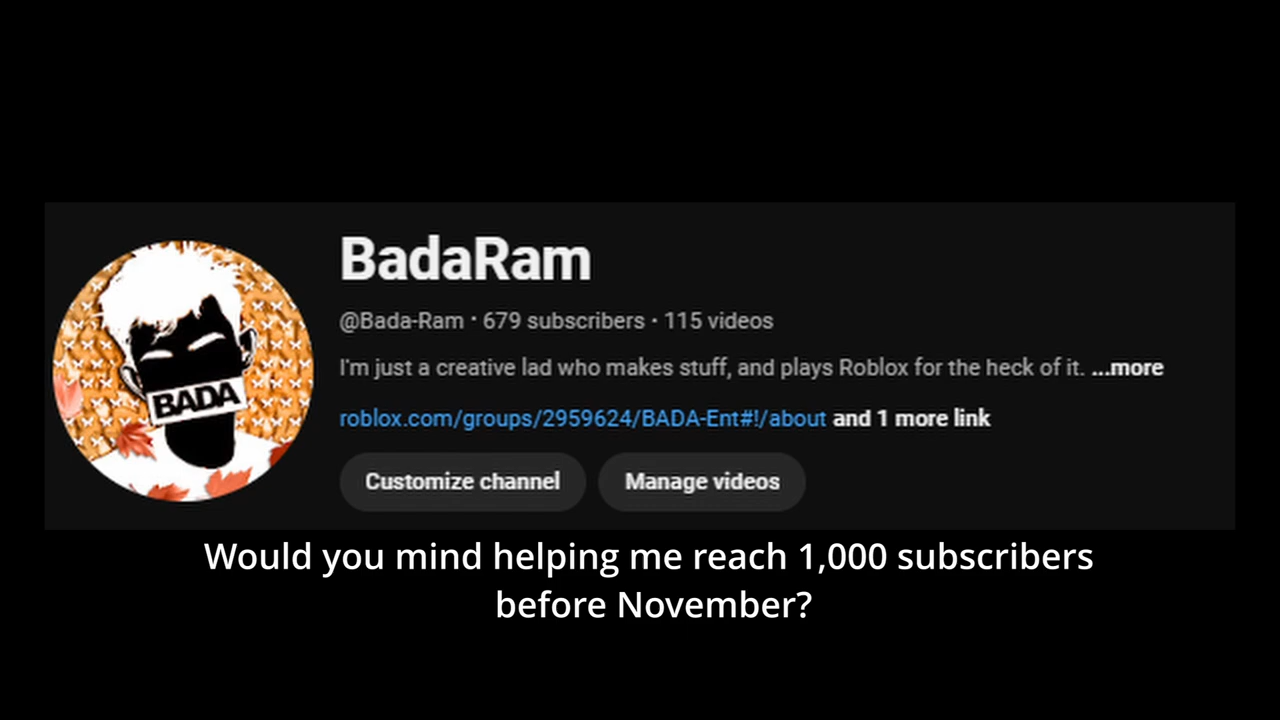 BadaRam
@Bada-Ram • 679 subscribers • 115 videos
I'm just a creative lad who makes stuff, and plays Roblox for the heck of it. ...more
BADA
roblox.com/groups/2959624/BADA-Ent#!/about and 1 more link
Customize channel Manage videos
Would you mind helping me reach 1,000 subscribers
before November?